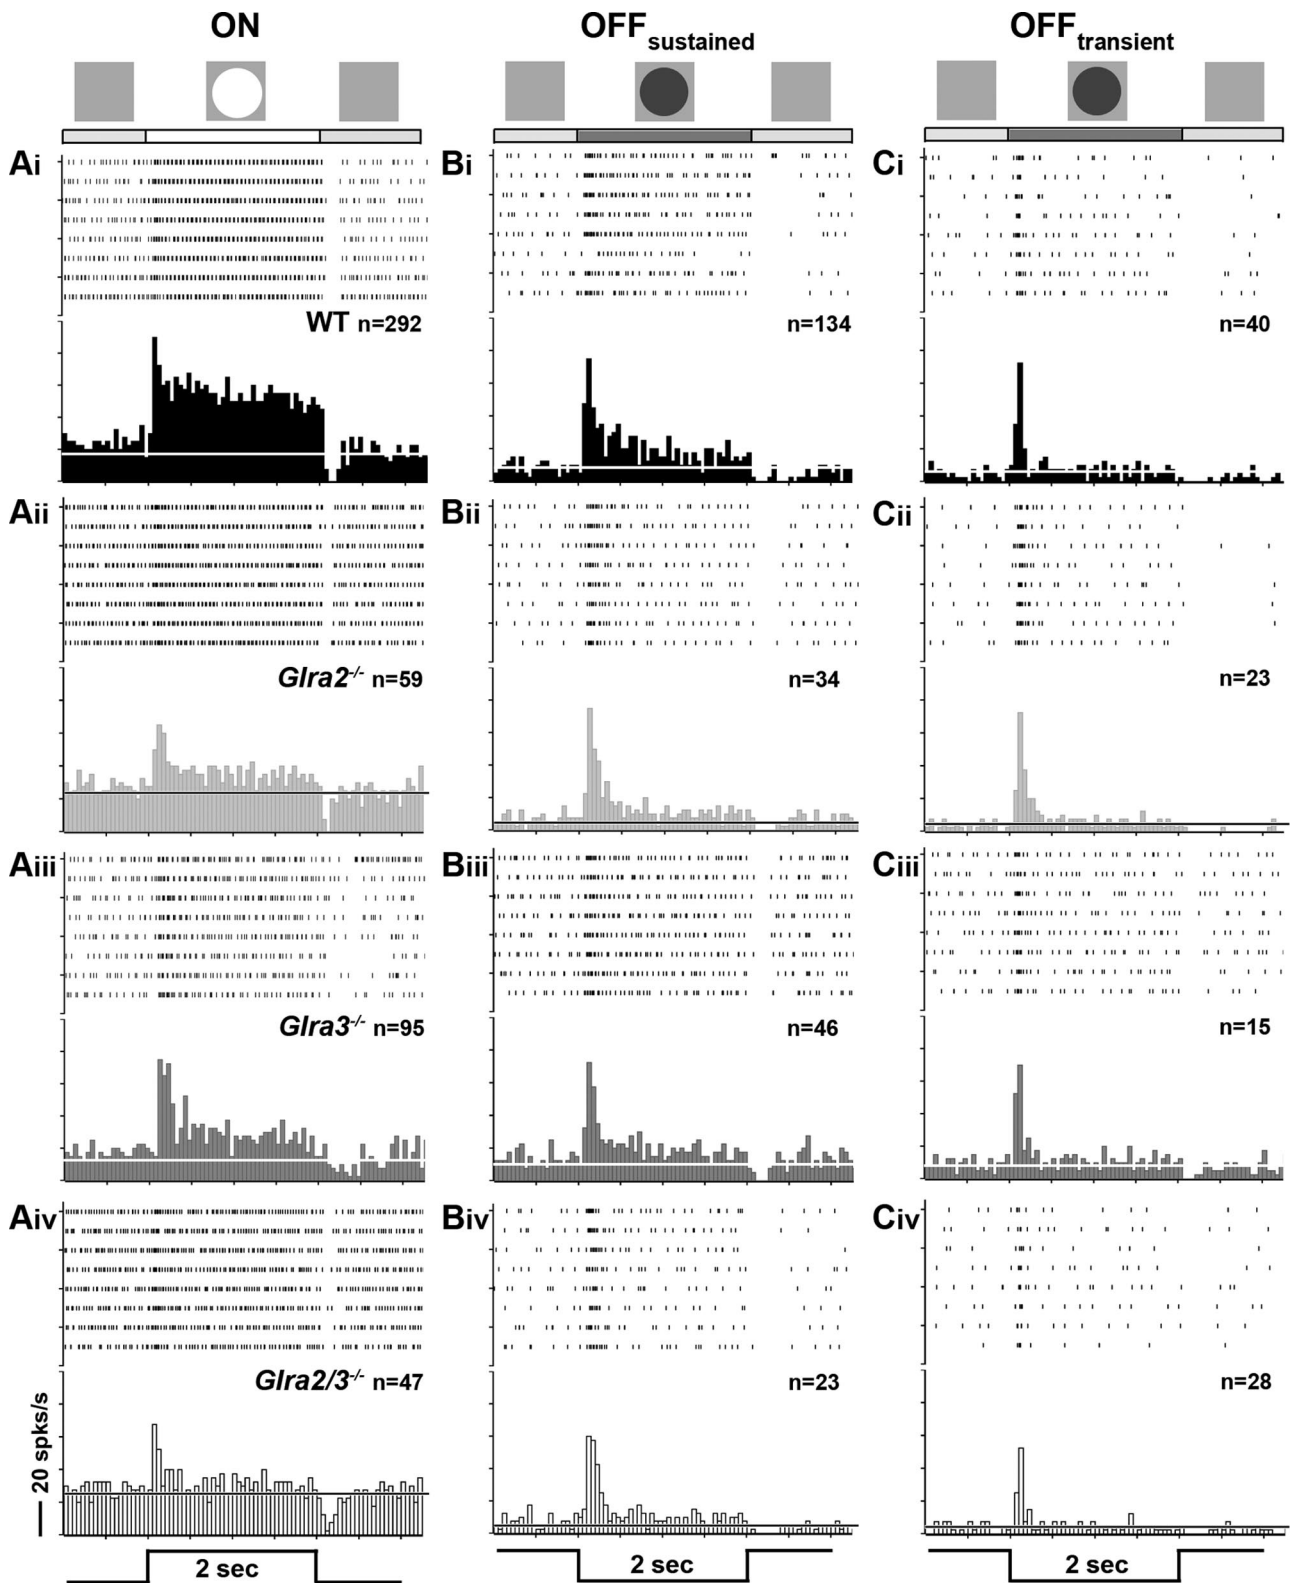 ON OFFsustained OFFtransient
Ai Bi Ci
WT n=292 n=134 n=40
Aii Bii Cii
Glra2-/- n=59 n=34 n=23
Aiii Biii Ciii
Glra3-/- n=95 n=46 n=15
Aiv Biv Civ
Glra2/3-/- n=47 n=23 n=28
20 spks/s
2 sec 2 sec 2 sec